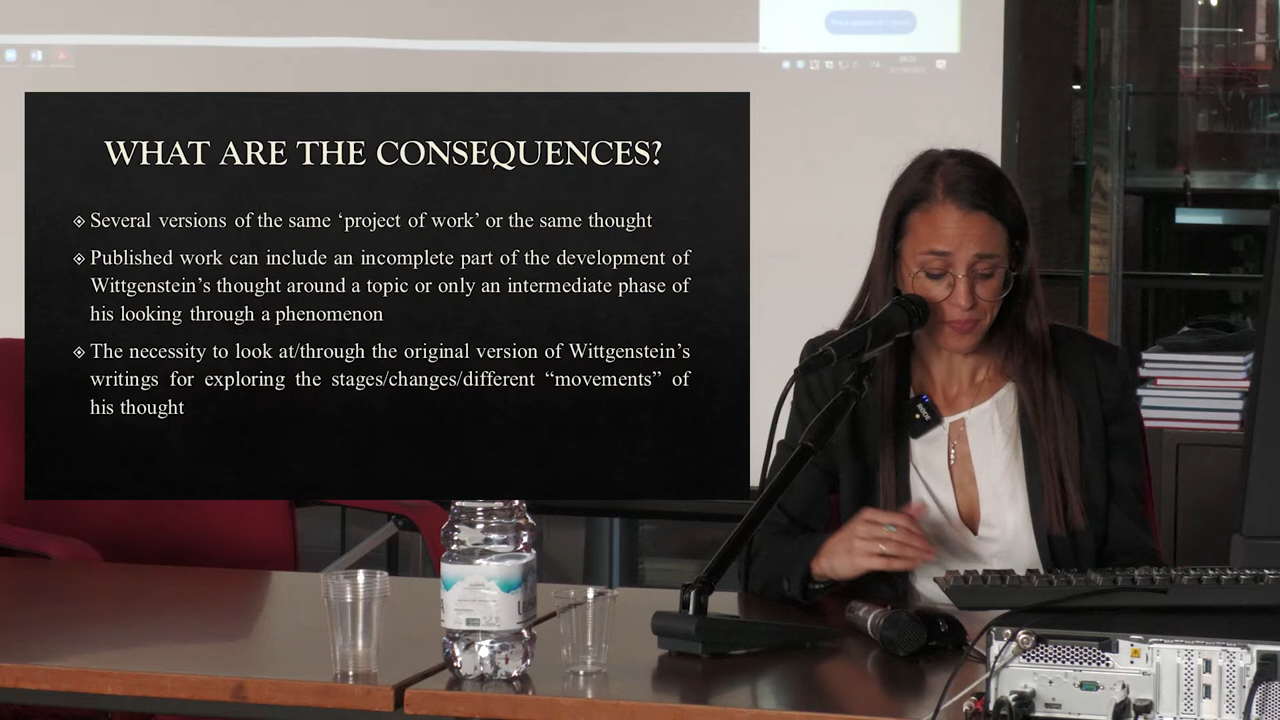 WHAT ARE THE CONSEQUENCES?
Several versions of the same ‘project of work’ or the same thought
Published work can include an incomplete part of the development of
Wittgenstein’s thought around a topic or only an intermediate phase of
his looking through a phenomenon
The necessity to look at/through the original version of Wittgenstein’s
writings for exploring the stages/changes/different “movements” of
his thought